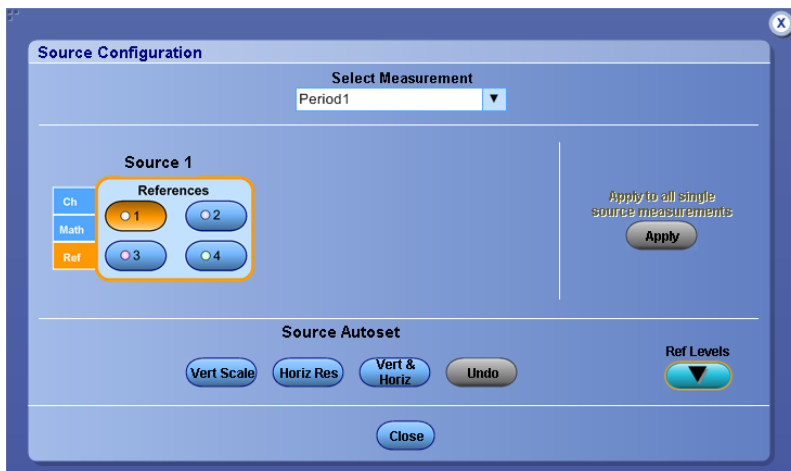 X
Source Configuration
Select Measurement
Period1
Source 1
Ch
Math
Ref
References
1
2
3
4
Apply to all single
source measurements
Apply
Source Autoset
Vert Scale
Horiz Res
Vert &
Horiz
Undo
Ref Levels
Close